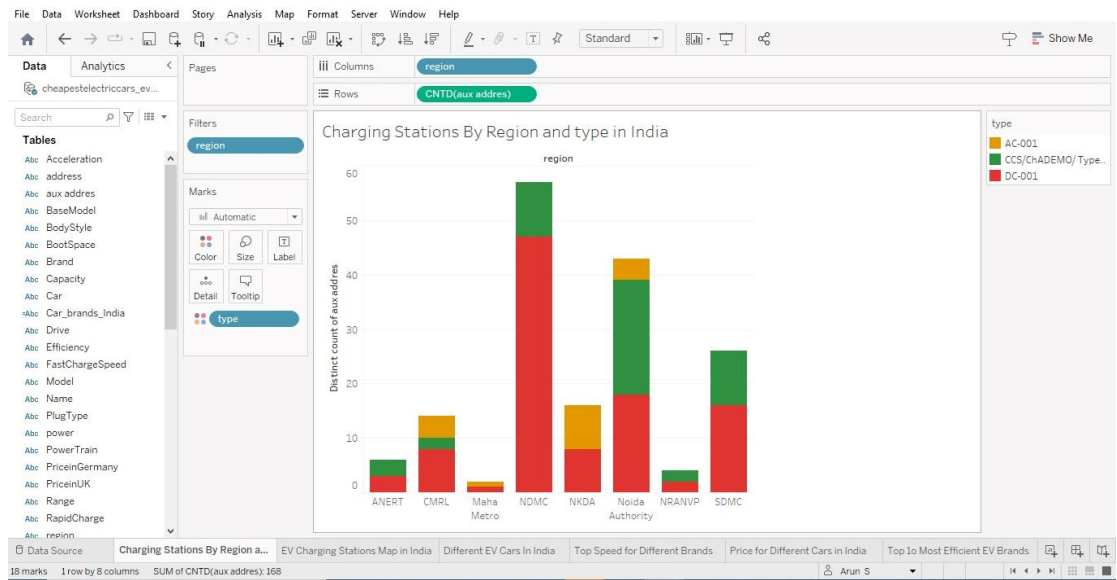 File Data Worksheet Dashboard Story Analysis Map Format Server Window Help
Standard
Show Me
Data Analytics
cheapestelectriccars_ev...
Search
Tables
Abc Acceleration
Abc address
Abc aux addres
Abc BaseModel
Abc BodyStyle
Abc BootSpace
Abc Brand
Abc Capacity
Abc Car
=Abc Car_brands_India
Abc Drive
Abc Efficiency
Abc FastChargeSpeed
Abc Model
Abc Name
Abc PlugType
Abc power
Abc PowerTrain
Abc PriceinGermany
Abc PriceinUK
Abc Range
Abc RapidCharge
Abc region
Pages
Filters
region
Marks
Automatic
Color Size Label
Detail Tooltip
type
Columns region
Rows CNTD(aux addres)
Charging Stations By Region and type in India
region
Distinct count of aux addres
60
50
40
30
20
10
0
ANERT CMRL Maha Metro NDMC NKDA Noida Authority NRANVP SDMC
type
AC-001
CCS/ChADEMO/ Type..
DC-001
Data Source Charging Stations By Region a... EV Charging Stations Map in India Different EV Cars In India Top Speed for Different Brands Price for Different Cars in India Top 1o Most Efficient EV Brands
18 marks 1 row by 8 columns SUM of CNTD(aux addres): 168 Arun S